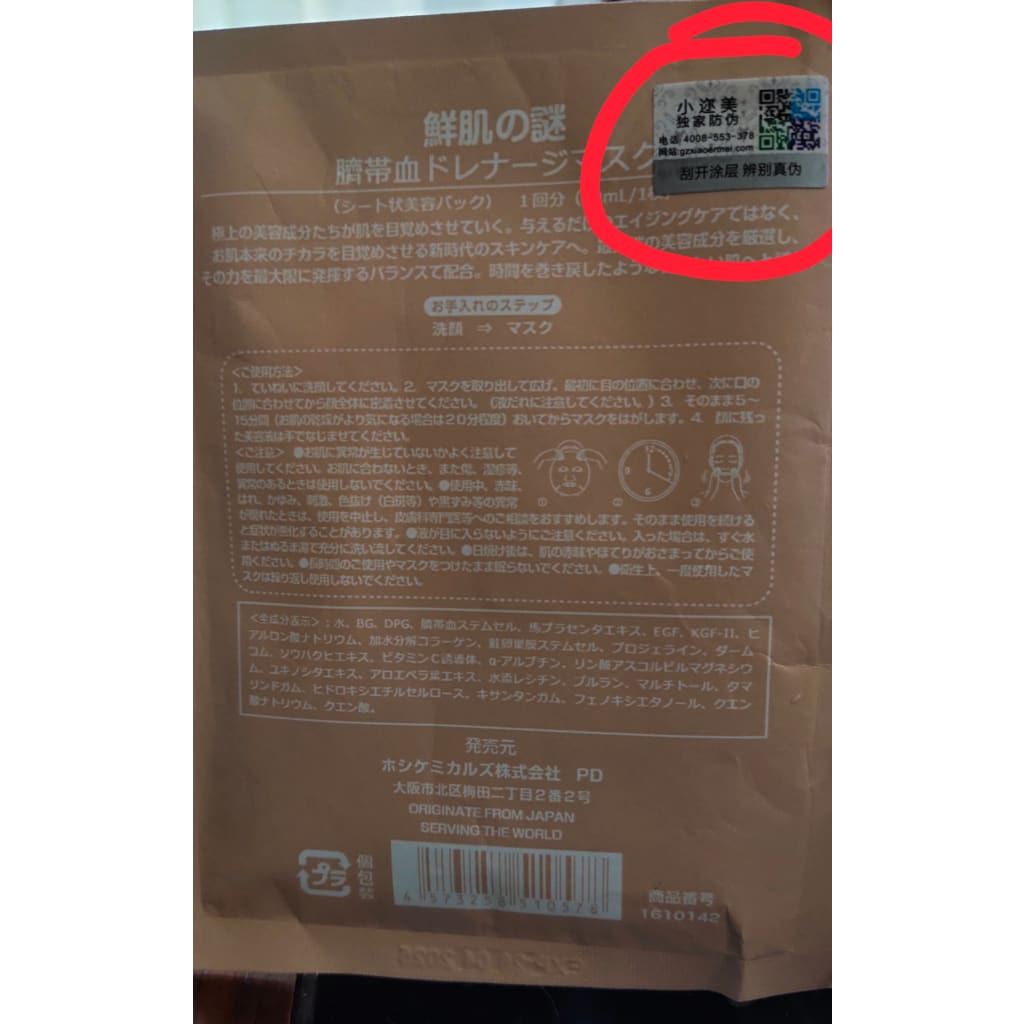 小迩美
独家防伪
电话 4008-553-378
网站:gzxiaoermei.com
刮开涂层 辨别真伪
鮮肌の謎
臍帯血ドレナージマスク
(シート状美容パック) 1回分
極上の美容成分たちが肌を目覚めさせていく。与えるだけのエイジングケアではなく、
お肌本来のチカラを目覚めさせる新時代のスキンケアへ。の美容成分を厳選し、
その力を最大限に発揮するバランスで配合。時間を巻き戻したような
お手入れのステップ
洗顔 ⇒ マスク
<ご使用方法>
1. ていねいに洗顔してください。2. マスクを取り出して広げ、最初に目の位置に合わせ、次に口の
位置に合わせてから顔全体に密着させてください。(液だれに注意してください。)3. そのまま5〜
15分間(お肌の乾燥がより気になる場合は20分程度)おいてからマスクをはがします。4. 顔に残っ
た美容液は手でなじませてください。
<ご注意> ●お肌に異常が生じていないかよく注意して
使用してください。お肌に合わないとき、また傷、湿疹等、
異常のあるときは使用しないでください。●使用中、赤味、
はれ、かゆみ、刺激、色抜け(白斑等)や黒ずみ等の異常
が現れたときは、使用を中止し、皮膚科専門医等へのご相談をおすすめします。そのまま使用を続ける
と症状が悪化することがあります。●液が目に入らないようにご注意ください。入った場合は、すぐ水
またはぬるま湯で充分に洗い流してください。●日焼け後は、肌の赤味やほてりがおさまってからご使
用ください。●長時間のご使用やマスクをつけたまま眠らないでください。●衛生上、一度使用したマ
スクは繰り返し使用しないでください。
① ② ③
12 3 6 9
<全成分表示>:水、BG、DPG、臍帯血ステムセル、馬プラセンタエキス、EGF、KGF-II、ヒ
アルロン酸ナトリウム、加水分解コラーゲン、鮭卵巣膜ステムセル、プロジェライン、ダーム
コム、ソウハクヒエキス、ビタミンC誘導体、α-アルブチン、リン酸アスコルビルマグネシウ
ム、ユキノシタエキス、アロエベラ葉エキス、水添レシチン、プルラン、マルチトール、タマ
リンドガム、ヒドロキシエチルセルロース、キサンタンガム、フェノキシエタノール、クエン
酸ナトリウム、クエン酸。
発売元
ホシケミカルズ株式会社 PD
大阪市北区梅田二丁目2番2号
ORIGINATE FROM JAPAN
SERVING THE WORLD
プラ
個包装
4 573258 510578
商品番号
1610142